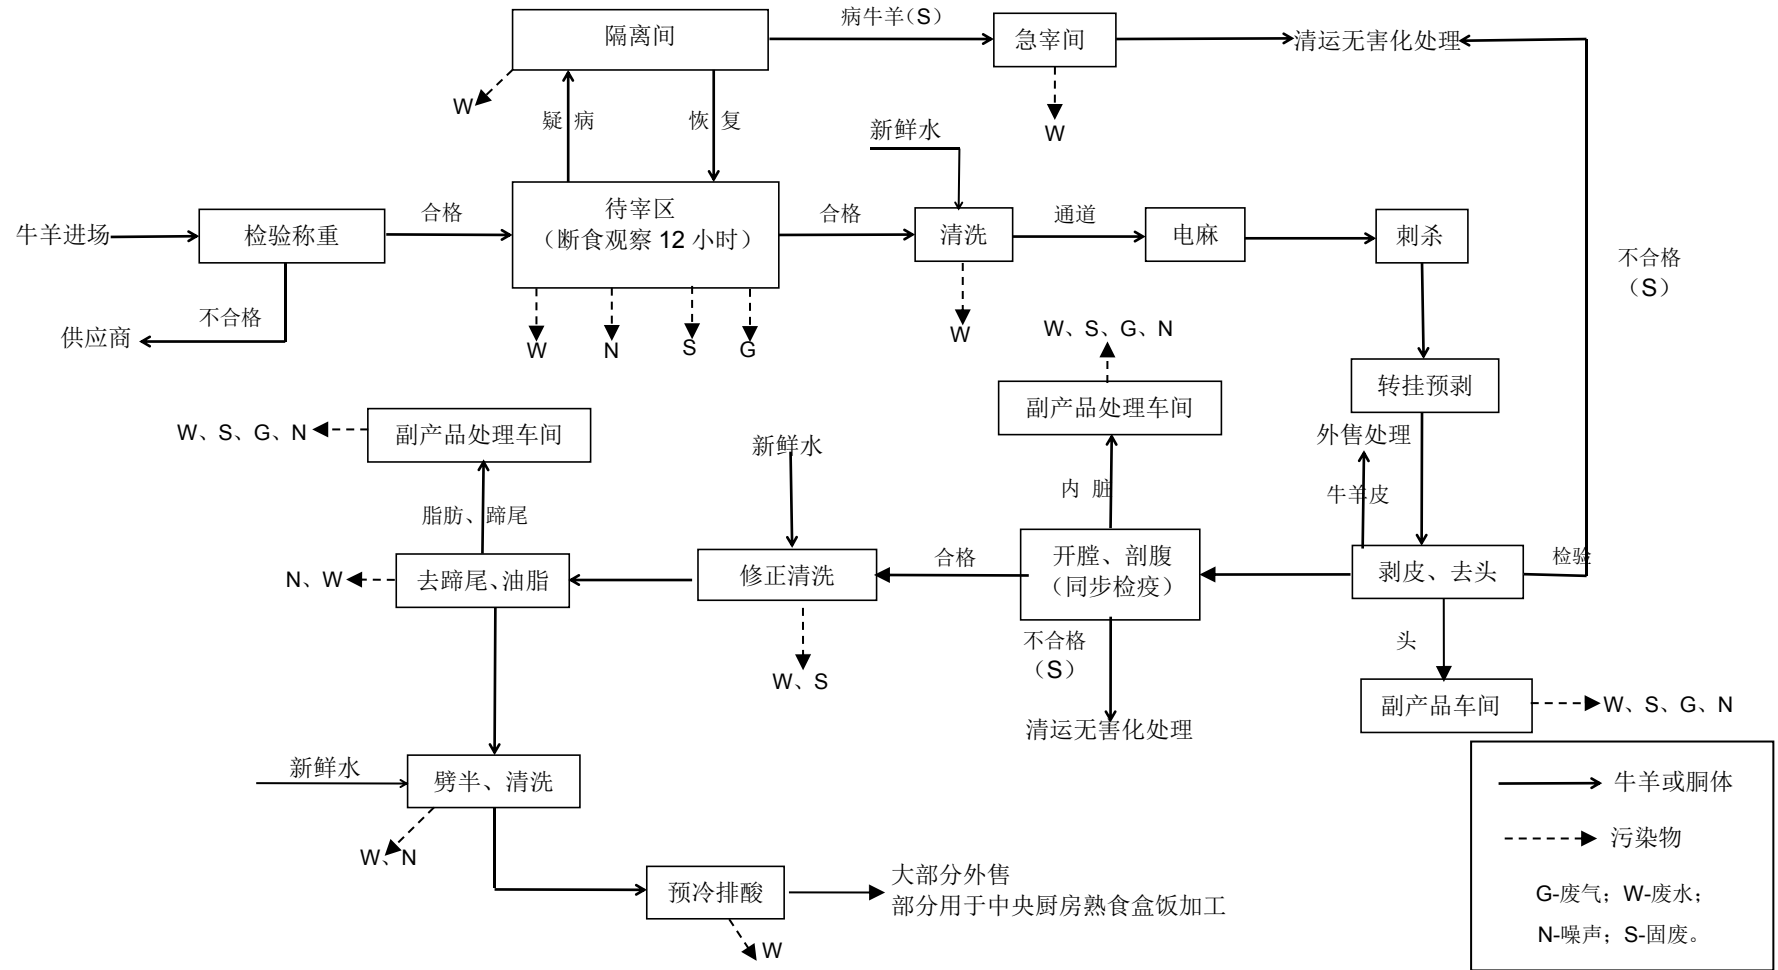 隔离间
病牛羊（S）
急宰间
清运无害化处理
W
疑 病
恢 复
新鲜水
W
牛羊进场
检验称重
合格
待宰区
（断食观察 12 小时）
合格
清洗
通道
电麻
刺杀
不合格
（S）
不合格
供应商
W
N
S
G
W
W、S、G、N
转挂预剥
副产品处理车间
W、S、G、N
副产品处理车间
新鲜水
外售处理
内 脏
牛羊皮
脂肪、蹄尾
N、W
去蹄尾、油脂
修正清洗
合格
开膛、剖腹
（同步检疫）
剥皮、去头
检验
不合格
（S）
头
W、S
清运无害化处理
副产品车间
W、S、G、N
新鲜水
劈半、清洗
W、N
预冷排酸
大部分外售
部分用于中央厨房熟食盒饭加工
W
牛羊或胴体
污染物
G-废气；W-废水；
N-噪声；S-固废。